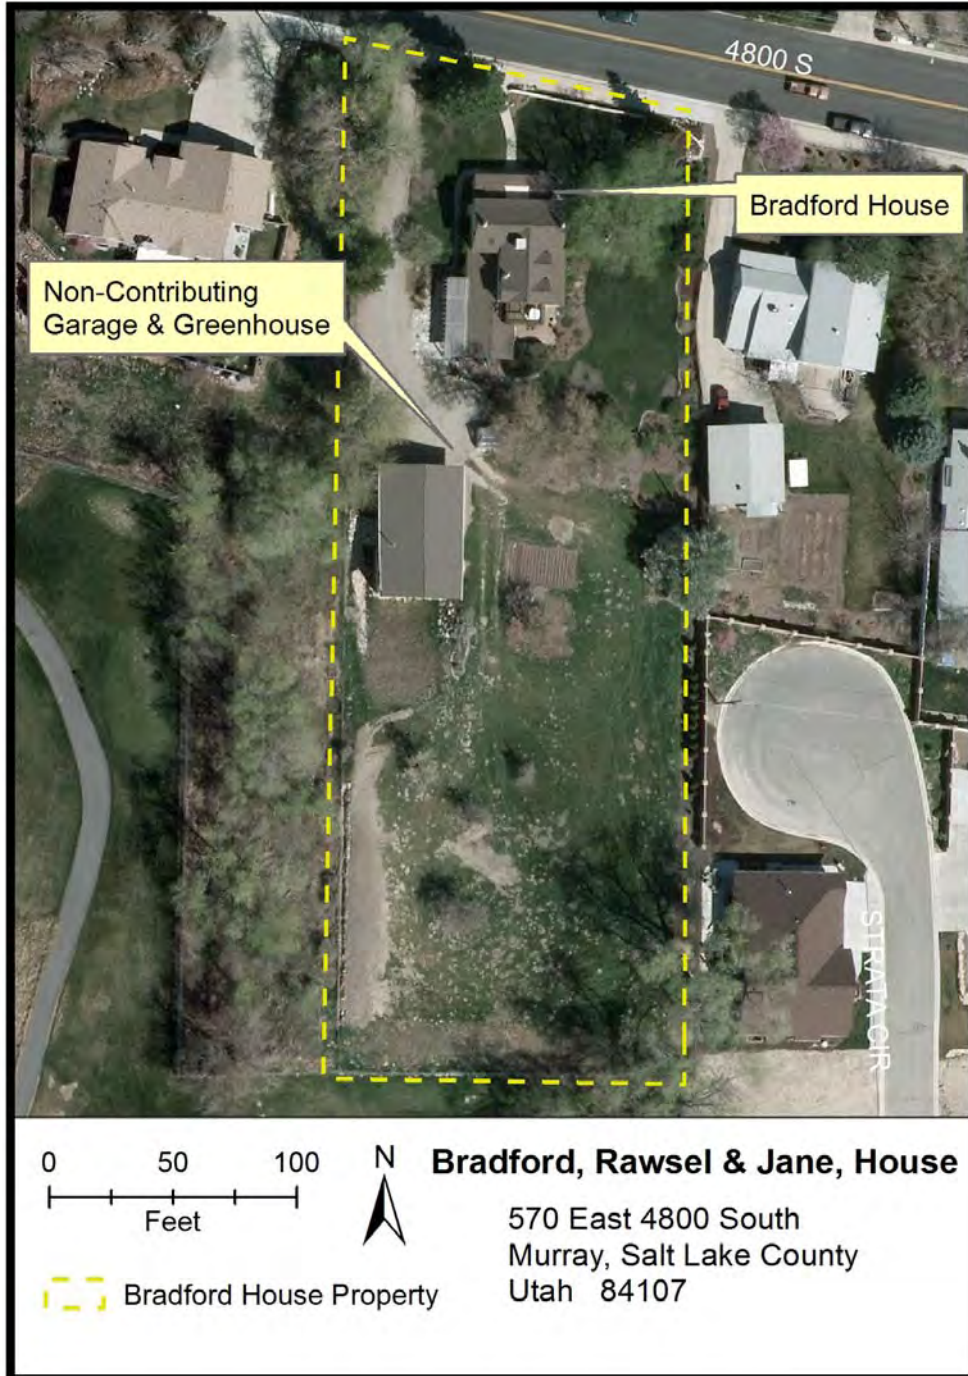 4800 S
Bradford House
Non-Contributing
Garage & Greenhouse
STRATA CIR
0 50 100
Feet
N
Bradford House Property
Bradford, Rawsel & Jane, House
570 East 4800 South
Murray, Salt Lake County
Utah 84107